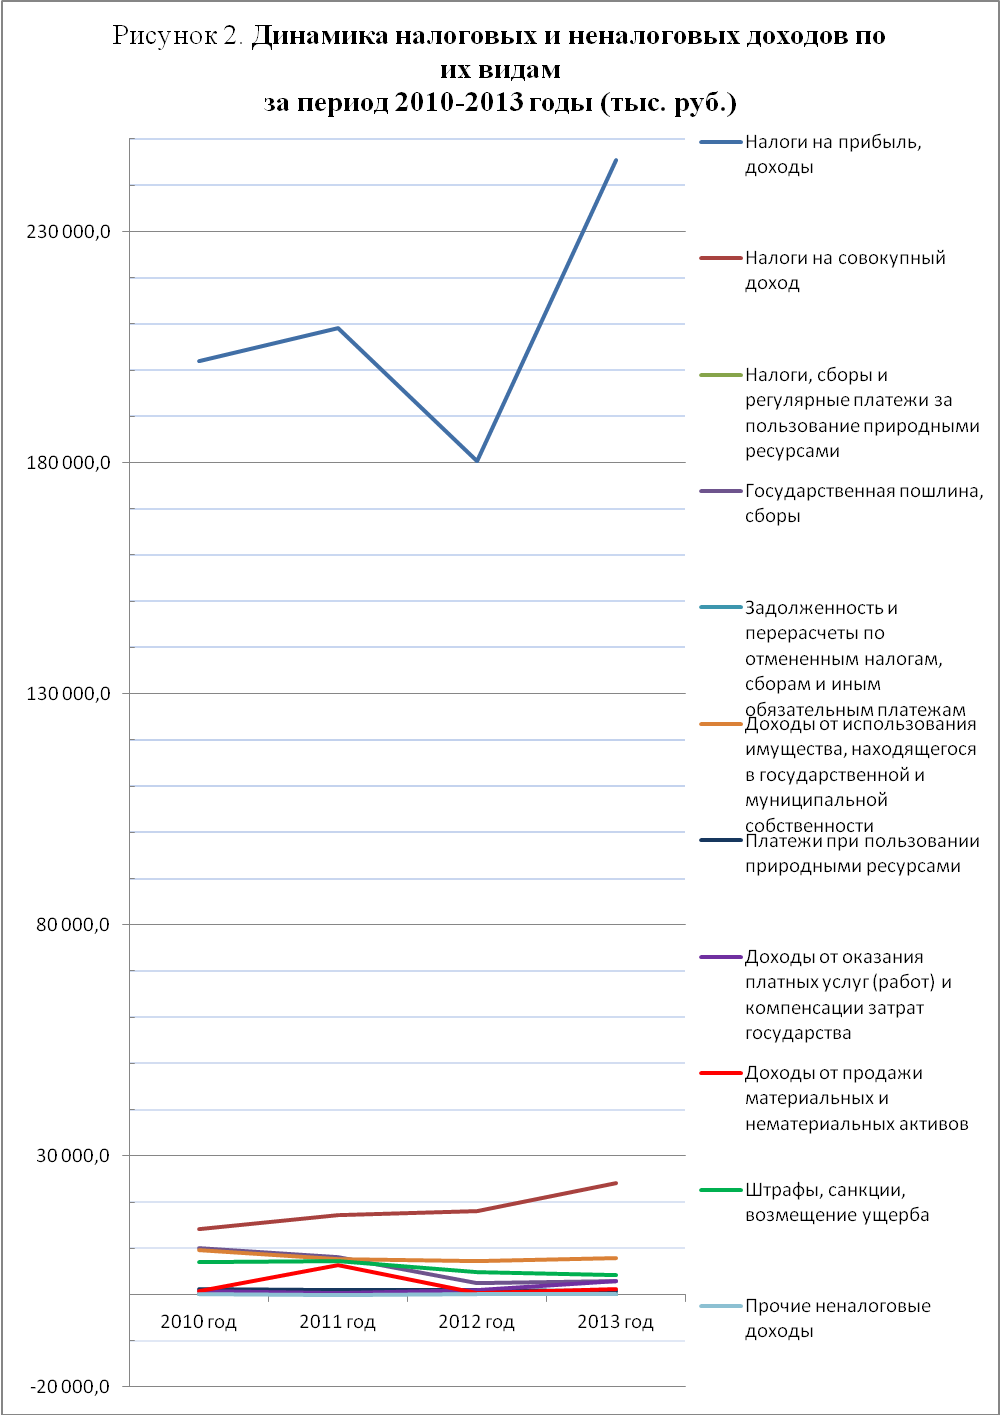 Рисунок 2. Динамика налоговых и неналоговых доходов по
их видам
за период 2010-2013 годы (тыс. руб.)
230 000,0
180 000,0
130 000,0
80 000,0
30 000,0
-20 000,0
2010 год
2011 год
2012 год
2013 год
Налоги на прибыль,
доходы
Налоги на совокупный
доход
Налоги, сборы и
регулярные платежи за
пользование природными
ресурсами
Государственная пошлина,
сборы
Задолженность и
перерасчеты по
отмененным налогам,
сборам и иным
обязательным платежам
Доходы от использования
имущества, находящегося
в государственной и
муниципальной
собственности
Платежи при пользовании
природными ресурсами
Доходы от оказания
платных услуг (работ) и
компенсации затрат
государства
Доходы от продажи
материальных и
нематериальных активов
Штрафы, санкции,
возмещение ущерба
Прочие неналоговые
доходы